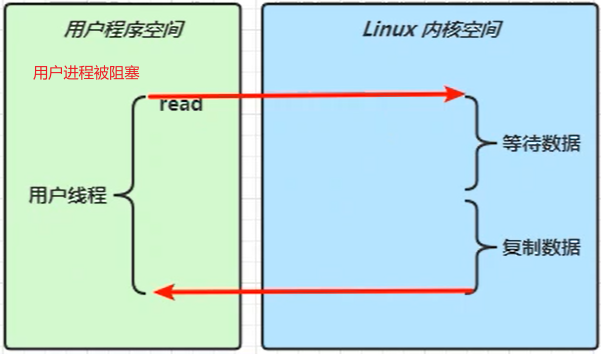 用户程序空间
Linux 内核空间
用户进程被阻塞
read
等待数据
用户线程
复制数据